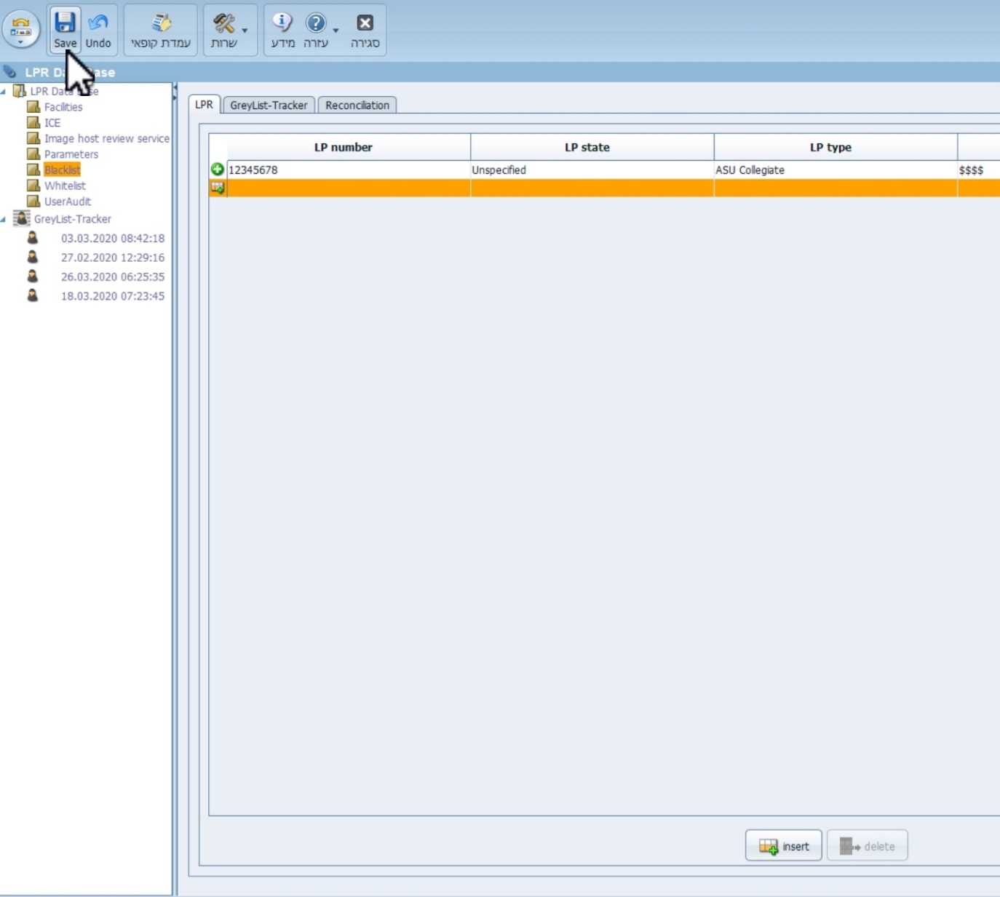 Save Undo עמדת קופאי שרות מידע עזרה סגירה
LPR Da ase
LPR Data Base
Facilities
ICE
Image host review service
Parameters
Blacklist
Whitelist
UserAudit
GreyList-Tracker
03.03.2020 08:42:18
27.02.2020 12:29:16
26.03.2020 06:25:35
18.03.2020 07:23:45
LPR GreyList-Tracker Reconciliation
LP number LP state LP type
12345678 Unspecified ASU Collegiate $$$$
insert delete